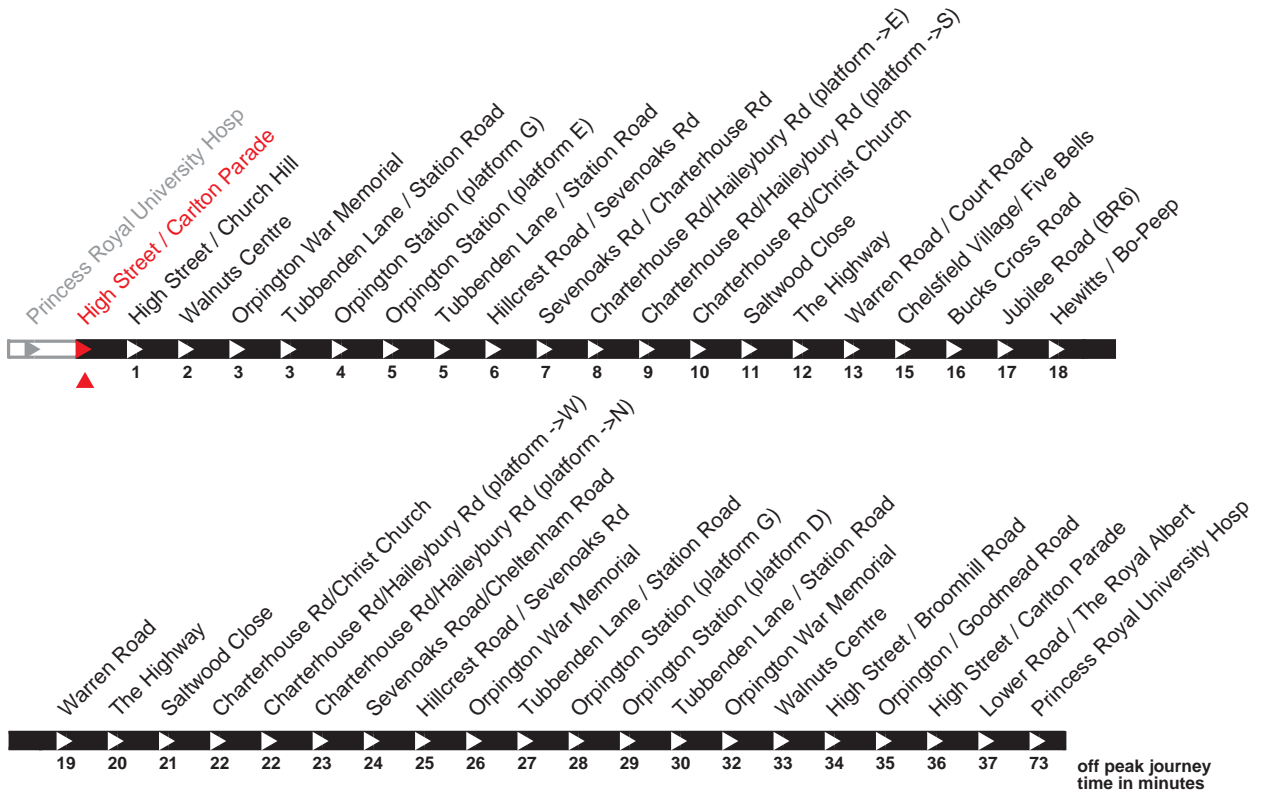 Princess Royal University Hosp
High Street / Carlton Parade
High Street / Church Hill
Walnuts Centre
Orpington War Memorial
Tubbenden Lane / Station Road
Orpington Station (platform G)
Orpington Station (platform E)
Tubbenden Lane / Station Road
Hillcrest Road / Sevenoaks Rd
Sevenoaks Rd / Charterhouse Rd
Charterhouse Rd/Haileybury Rd (platform ->E)
Charterhouse Rd/Haileybury Rd (platform ->S)
Charterhouse Rd/Christ Church
Saltwood Close
The Highway
Warren Road / Court Road
Chelsfield Village/ Five Bells
Bucks Cross Road
Jubilee Road (BR6)
Hewitts / Bo-Peep
1 2 3 3 4 5 5 6 7 8 9 10 11 12 13 15 16 17 18
Warren Road
The Highway
Saltwood Close
Charterhouse Rd/Christ Church
Charterhouse Rd/Haileybury Rd (platform ->W)
Charterhouse Rd/Haileybury Rd (platform ->N)
Sevenoaks Road/Cheltenham Road
Hillcrest Road / Sevenoaks Rd
Orpington War Memorial
Tubbenden Lane / Station Road
Orpington Station (platform G)
Orpington Station (platform D)
Tubbenden Lane / Station Road
Orpington War Memorial
Walnuts Centre
High Street / Broomhill Road
Orpington / Goodmead Road
High Street / Carlton Parade
Lower Road / The Royal Albert
Princess Royal University Hosp
19 20 21 22 22 23 24 25 26 27 28 29 30 32 33 34 35 36 37 73
off peak journey
time in minutes